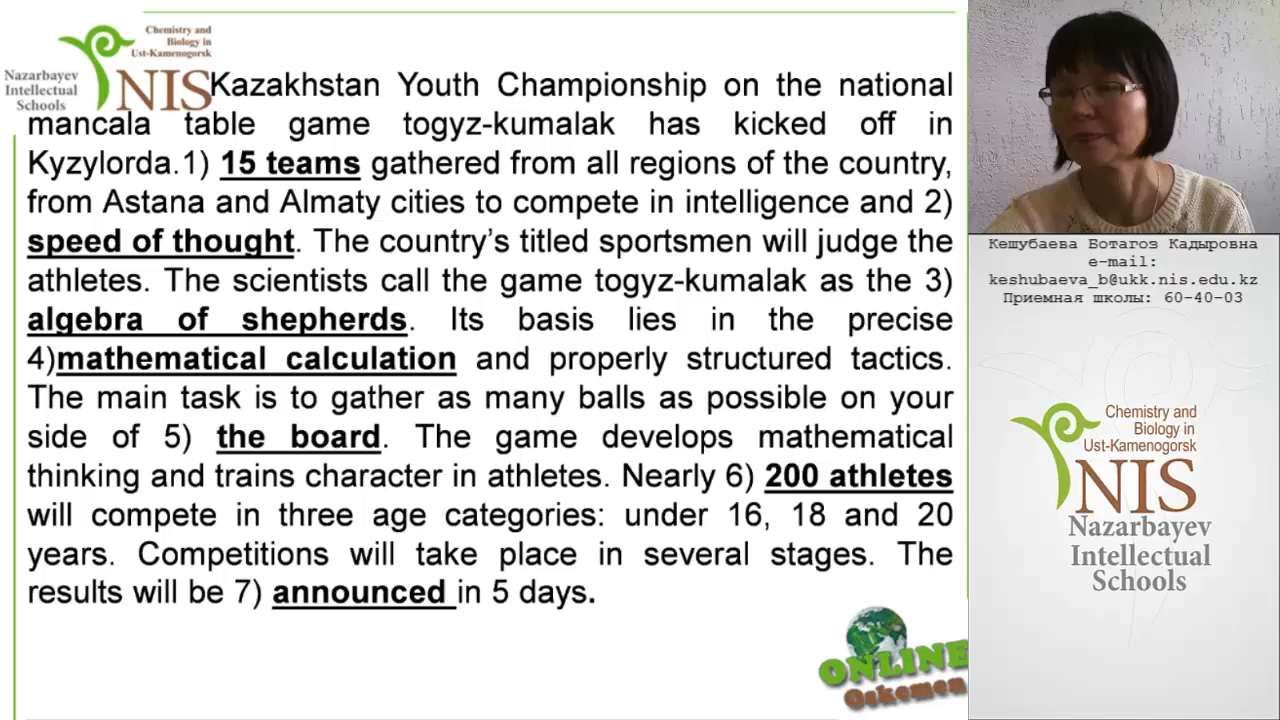 Chemistry and
Biology in
Ust-Kamenogorsk
Nazarbayev
Intellectual
Schools
NIS
Kazakhstan Youth Championship on the national
mancala table game togyz-kumalak has kicked off in
Kyzylorda.1) 15 teams gathered from all regions of the country,
from Astana and Almaty cities to compete in intelligence and 2)
speed of thought. The country's titled sportsmen will judge the
athletes. The scientists call the game togyz-kumalak as the 3)
algebra of shepherds. Its basis lies in the precise
4)mathematical calculation and properly structured tactics.
The main task is to gather as many balls as possible on your
side of 5) the board. The game develops mathematical
thinking and trains character in athletes. Nearly 6) 200 athletes
will compete in three age categories: under 16, 18 and 20
years. Competitions will take place in several stages. The
results will be 7) announced in 5 days.
ONLINE
Oskemen
Кешубаева Ботагоз Кадыровна
e-mail:
keshubaeva_b@ukk.nis.edu.kz
Приемная школы: 60-40-03
Chemistry and
Biology in
Ust-Kamenogorsk
NIS
Nazarbayev
Intellectual
Schools